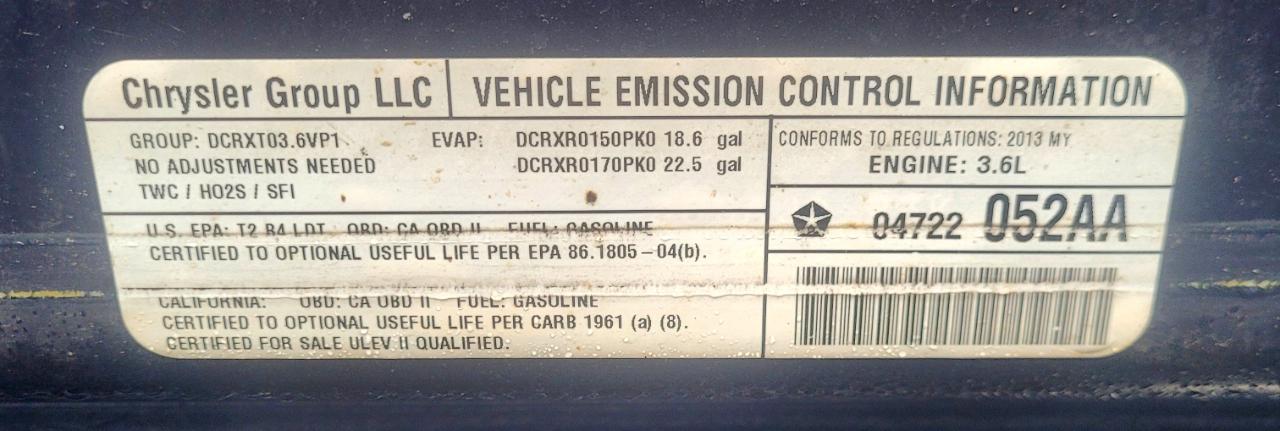 Chrysler Group LLC
VEHICLE EMISSION CONTROL INFORMATION
GROUP: DCRXT03.6VP1 EVAP: DCRXR0150PK0 18.6 gal
NO ADJUSTMENTS NEEDED DCRXR0170PK0 22.5 gal
TWC / HO2S / SFI
U.S. EPA: T2 B4 LDT OBD: CA OBD II FUEL: GASOLINE
CERTIFIED TO OPTIONAL USEFUL LIFE PER EPA 86.1805-04(b).
CALIFORNIA: OBD: CA OBD II FUEL: GASOLINE
CERTIFIED TO OPTIONAL USEFUL LIFE PER CARB 1961 (a) (8).
CERTIFIED FOR SALE ULEV II QUALIFIED.
CONFORMS TO REGULATIONS: 2013 MY
ENGINE: 3.6L
04722 052AA